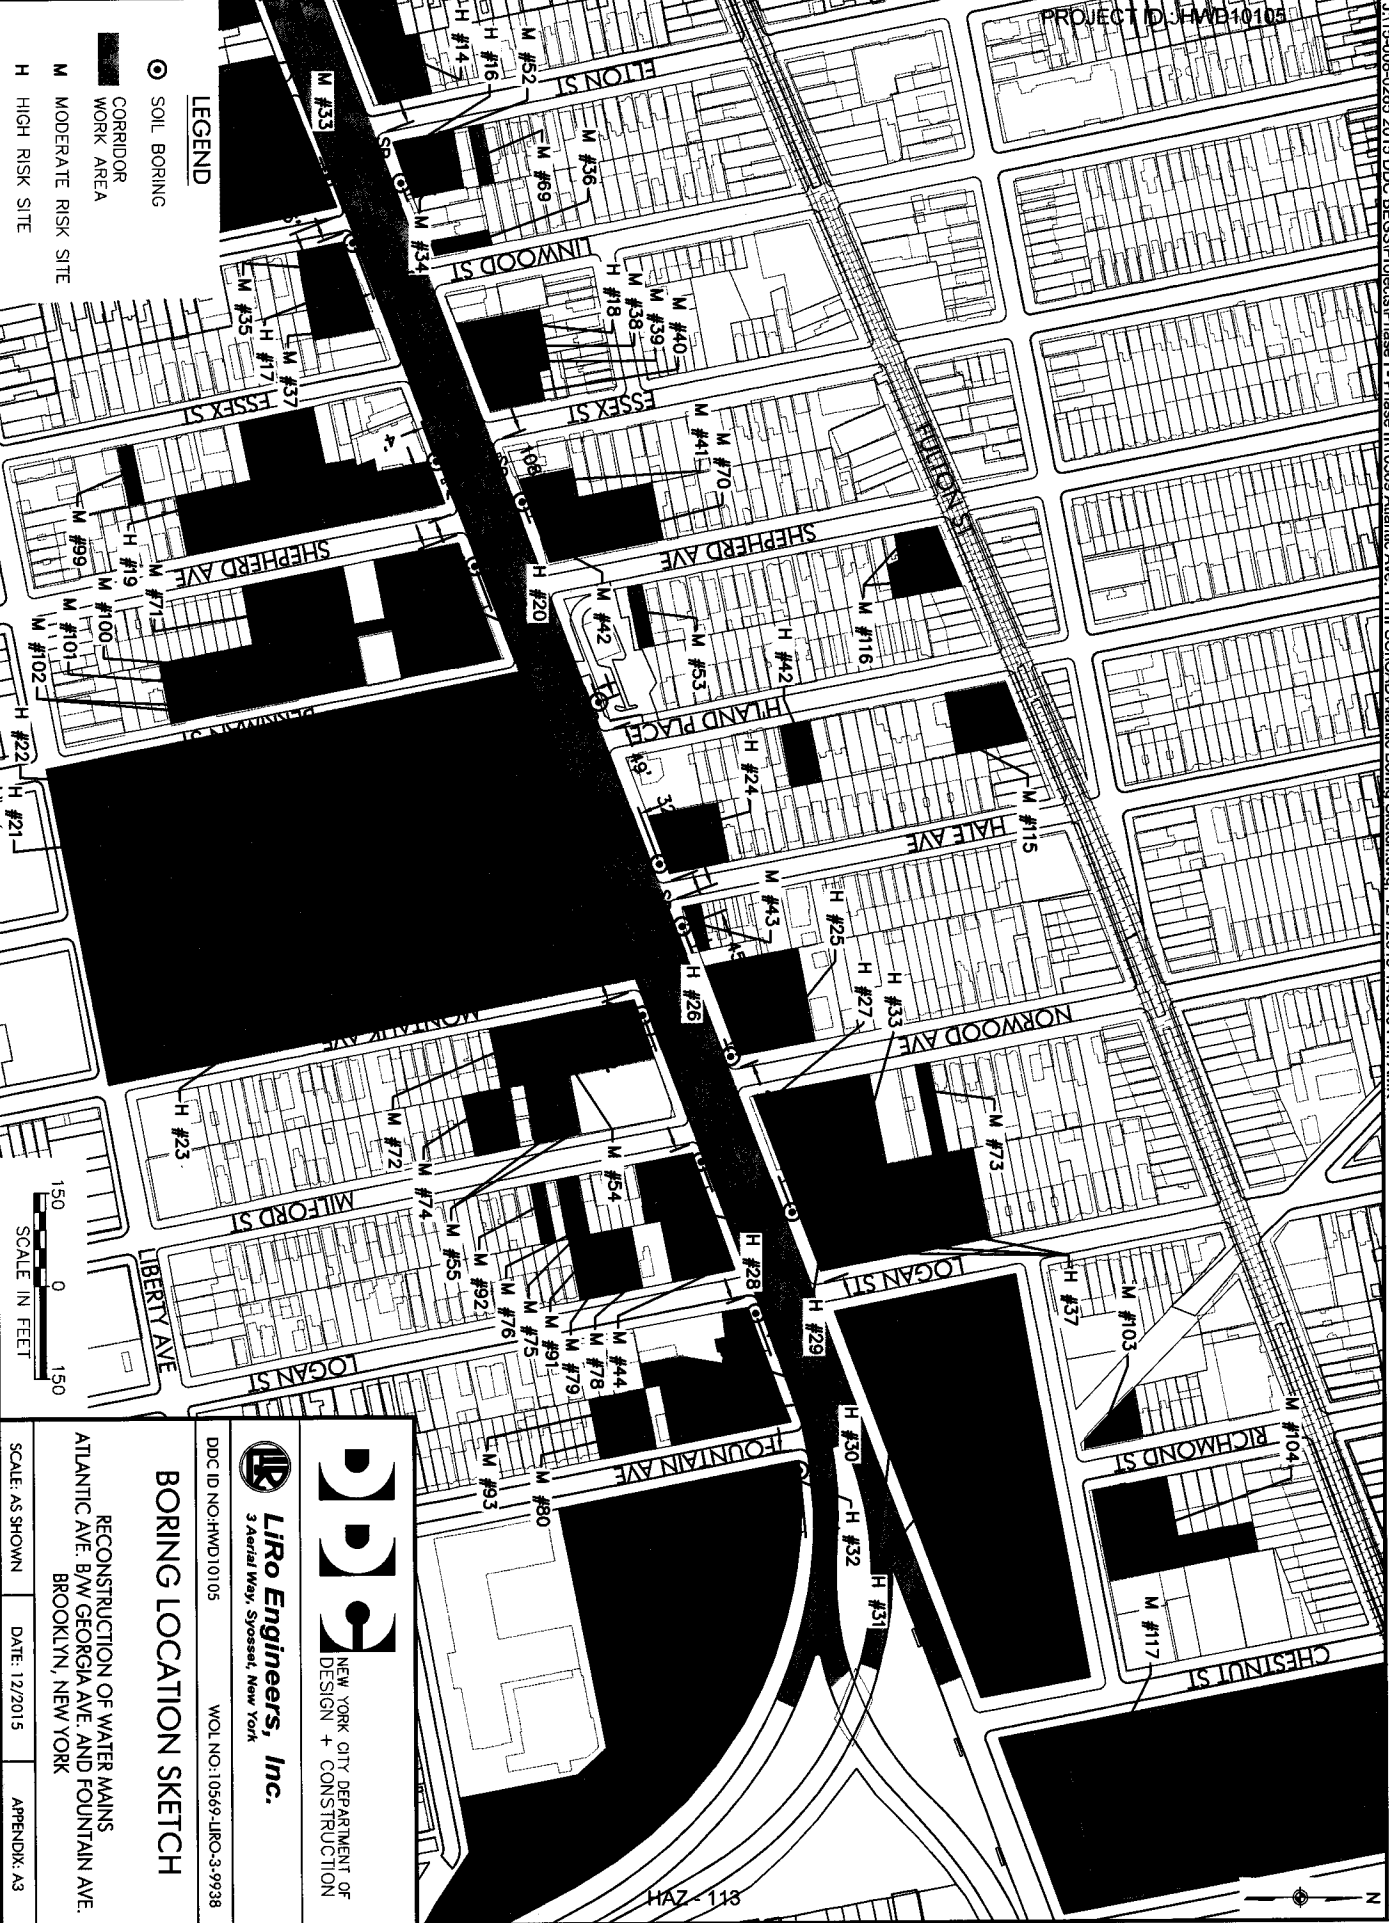 PROJECT ID.:HWD10105
LEGEND
SOIL BORING
CORRIDOR
WORK AREA
M MODERATE RISK SITE
H HIGH RISK SITE
M #33
H #14
H #16
M #52
ELTON ST
M #69
M #36
M #34
LINWOOD ST
H #18
M #38
M #39
M #40
M #35
H #17
M #37
ESSEX ST
ESSEX ST
M #41
M #70
FULTON ST
M #99
H #19
M #71
M #100
M #101
M #102
SHEPHERD AVE
SHEPHERD AVE
H #20
M #42
M #53
H #42
M #116
HALE AVE
H #24
M #115
H #22
H #21
M #43
H #25
H #26
H #27
H #33
NORWOOD AVE
MONTAUK AVE
H #23
M #72
M #74
M #54
M #73
MILFORD ST
M #55
M #92
M #76
M #75
M #91
M #79
M #78
M #44
H #28
H #29
LOGAN ST
LOGAN ST
H #37
M #103
LIBERTY AVE
M #93
M #80
FOUNTAIN AVE
H #30
H #32
H #31
RICHMOND ST
M #104
M #117
CHESTNUT ST
150 0 150
SCALE IN FEET
N
DDC
NEW YORK CITY DEPARTMENT OF
DESIGN + CONSTRUCTION
LiRo Engineers, Inc.
3 Aerial Way, Syosset, New York
DDC ID NO:HWD10105
WOL NO:10569-LIRO-3-9938
BORING LOCATION SKETCH
RECONSTRUCTION OF WATER MAINS
ATLANTIC AVE. B/W GEORGIA AVE. AND FOUNTAIN AVE.
BROOKLYN, NEW YORK
SCALE: AS SHOWN
DATE: 12/2015
APPENDIX: A3
HAZ - 113